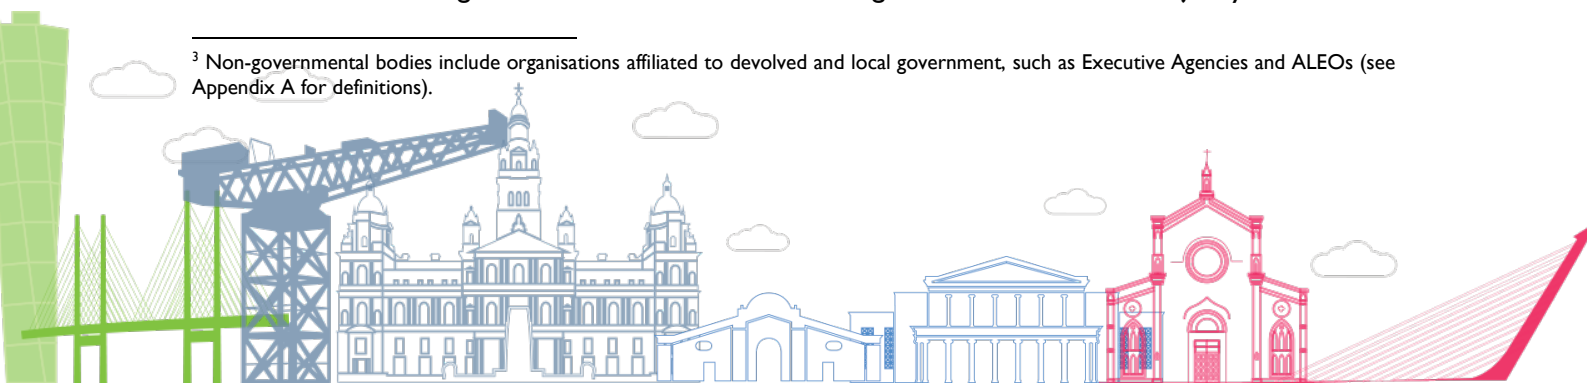 3 Non-governmental bodies include organisations affiliated to devolved and local government, such as Executive Agencies and ALEOs (see
Appendix A for definitions).